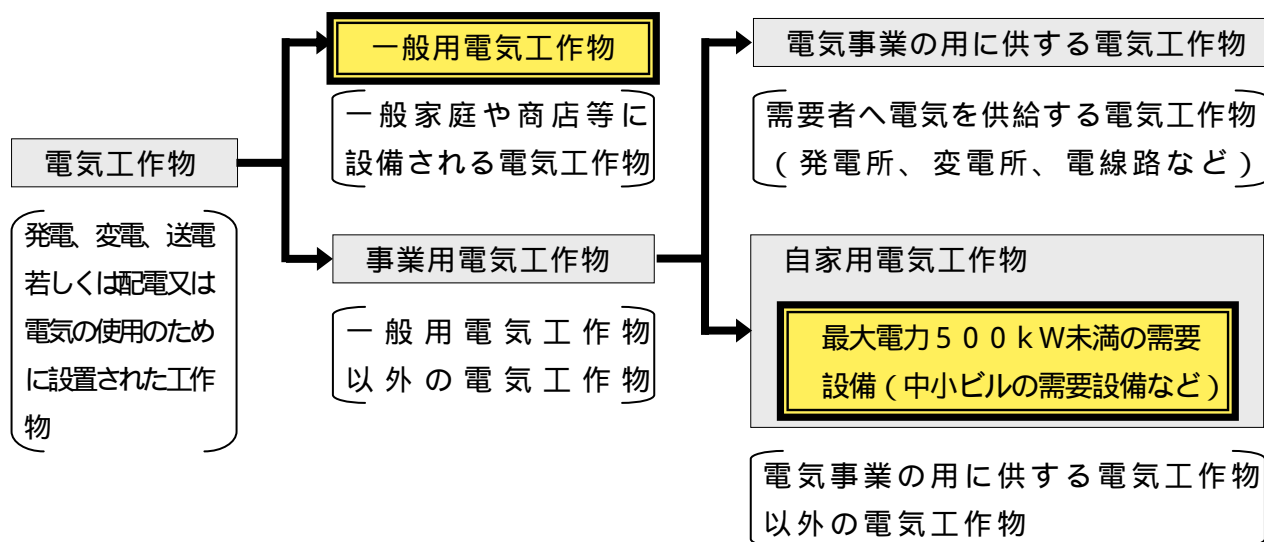 電気工作物
発電、変電、送電
若しくは配電又は
電気の使用のため
に設置された工作
物
一般用電気工作物
一般家庭や商店等に
設備される電気工作物
事業用電気工作物
一般用電気工作物
以外の電気工作物
電気事業の用に供する電気工作物
需要者へ電気を供給する電気工作物
(発電所、変電所、電線路など)
自家用電気工作物
最大電力500kW未満の需要
設備(中小ビルの需要設備など)
電気事業の用に供する電気工作物
以外の電気工作物